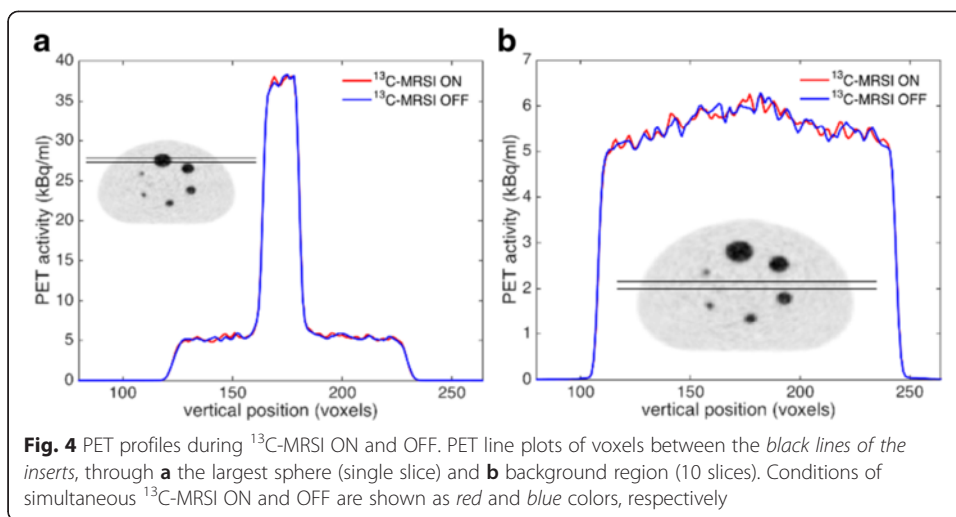 a
40
35
30
25
20
15
10
5
0
PET activity (kBq/ml)
¹³C-MRSI ON
¹³C-MRSI OFF
100 150 200 250
vertical position (voxels)
b
7
6
5
4
3
2
1
0
PET activity (kBq/ml)
¹³C-MRSI ON
¹³C-MRSI OFF
100 150 200 250
vertical position (voxels)
Fig. 4 PET profiles during ¹³C-MRSI ON and OFF. PET line plots of voxels between the black lines of the
inserts, through a the largest sphere (single slice) and b background region (10 slices). Conditions of
simultaneous ¹³C-MRSI ON and OFF are shown as red and blue colors, respectively